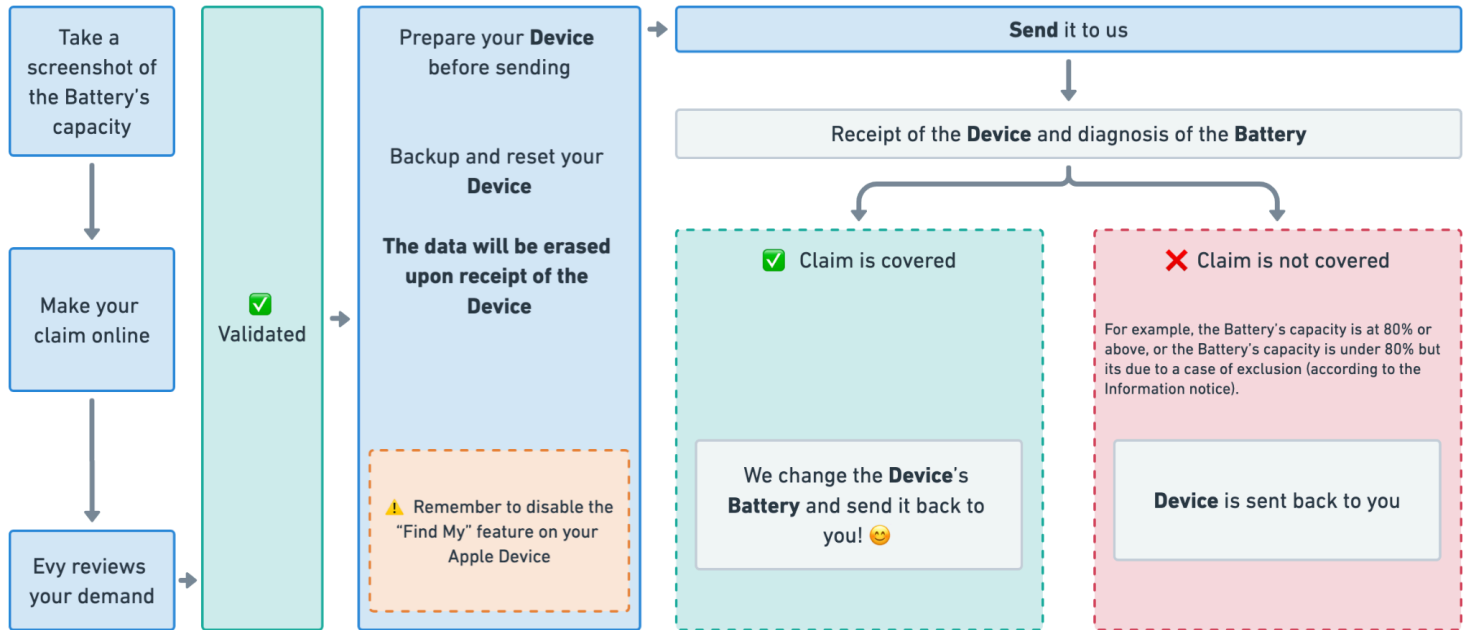 Take a
screenshot of
the Battery's
capacity
Make your
claim online
Evy reviews
your demand
✅
Validated
Prepare your Device
before sending
Backup and reset your
Device
The data will be erased
upon receipt of the
Device
⚠️ Remember to disable the
“Find My” feature on your
Apple Device
Send it to us
Receipt of the Device and diagnosis of the Battery
✅ Claim is covered
We change the Device's
Battery and send it back to
you! 😊
❌ Claim is not covered
For example, the Battery's capacity is at 80% or
above, or the Battery's capacity is under 80% but
its due to a case of exclusion (according to the
Information notice).
Device is sent back to you